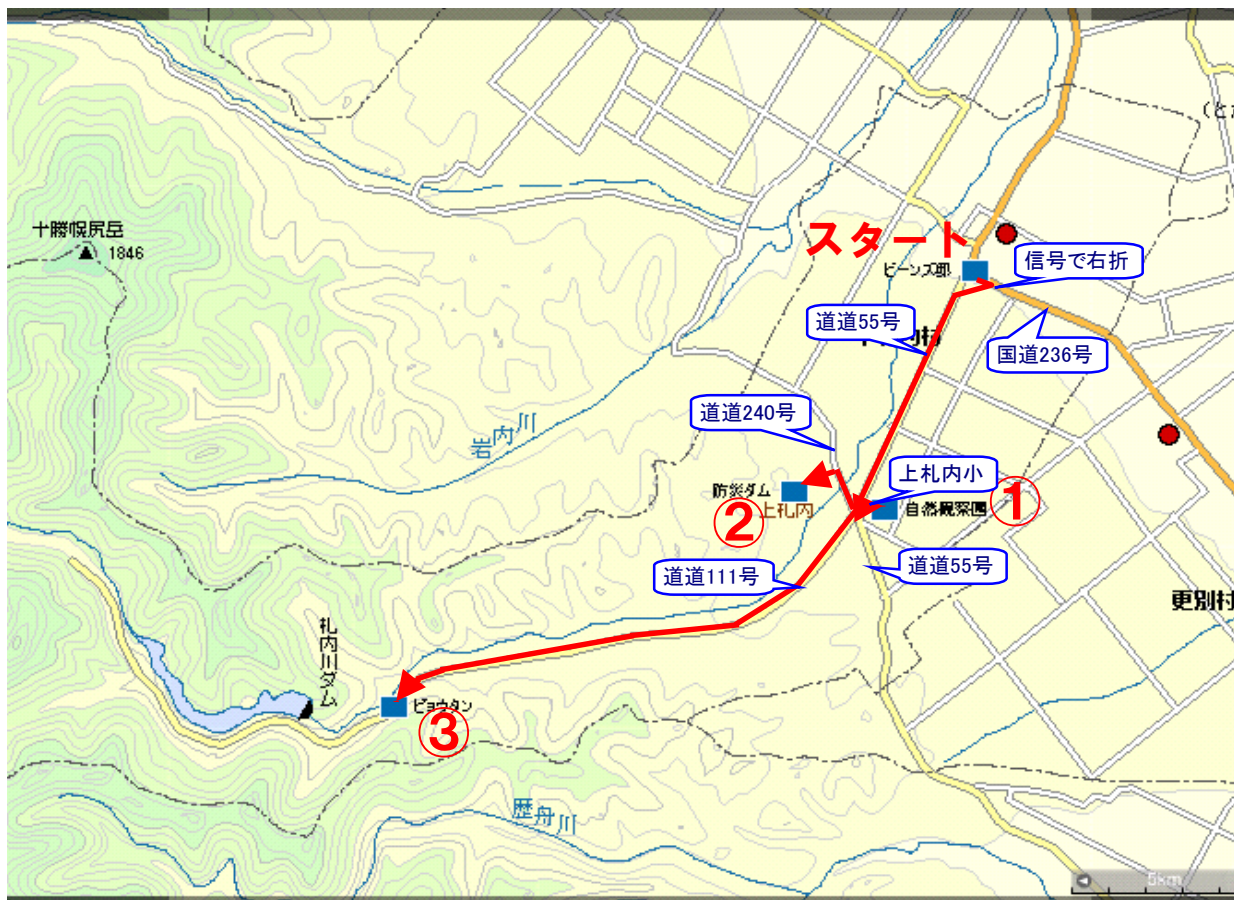 (とか
十勝幌尻岳
1846
スタート
ビーンズ邸
信号で右折
道道55号
国道236号
道道240号
岩内川
上札内小
防災ダム
上札内
②
自然観察園
①
道道111号
道道55号
更別村
札内川ダム
ピョウタン
③
歴舟川
5km